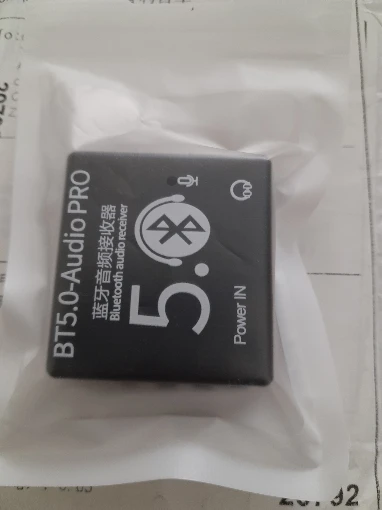 BT5.0-Audio PRO
蓝牙音频接收器
Bluetooth audio receiver
5.0
Power IN